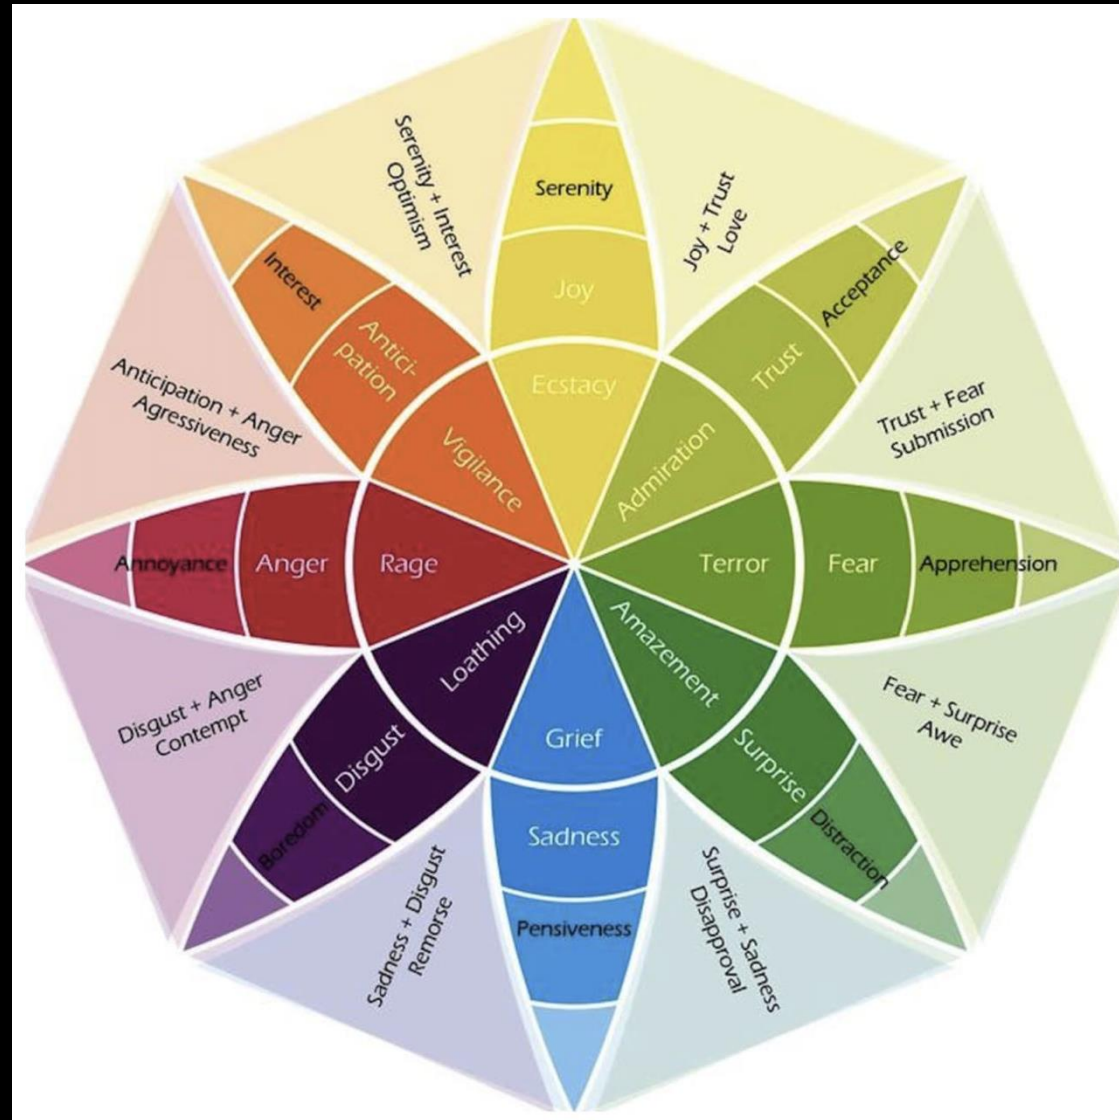 Serenity + Interest
Optimism
Serenity
Joy
Ecstacy
Joy + Trust
Love
Interest
Antici-
pation
Vigilance
Acceptance
Trust
Admiration
Anticipation + Anger
Agressiveness
Trust + Fear
Submission
Annoyance
Anger
Rage
Terror
Fear
Apprehension
Disgust + Anger
Contempt
Loathing
Disgust
Boredom
Grief
Sadness
Pensiveness
Amazement
Surprise
Distraction
Fear + Surprise
Awe
Sadness + Disgust
Remorse
Surprise + Sadness
Disapproval